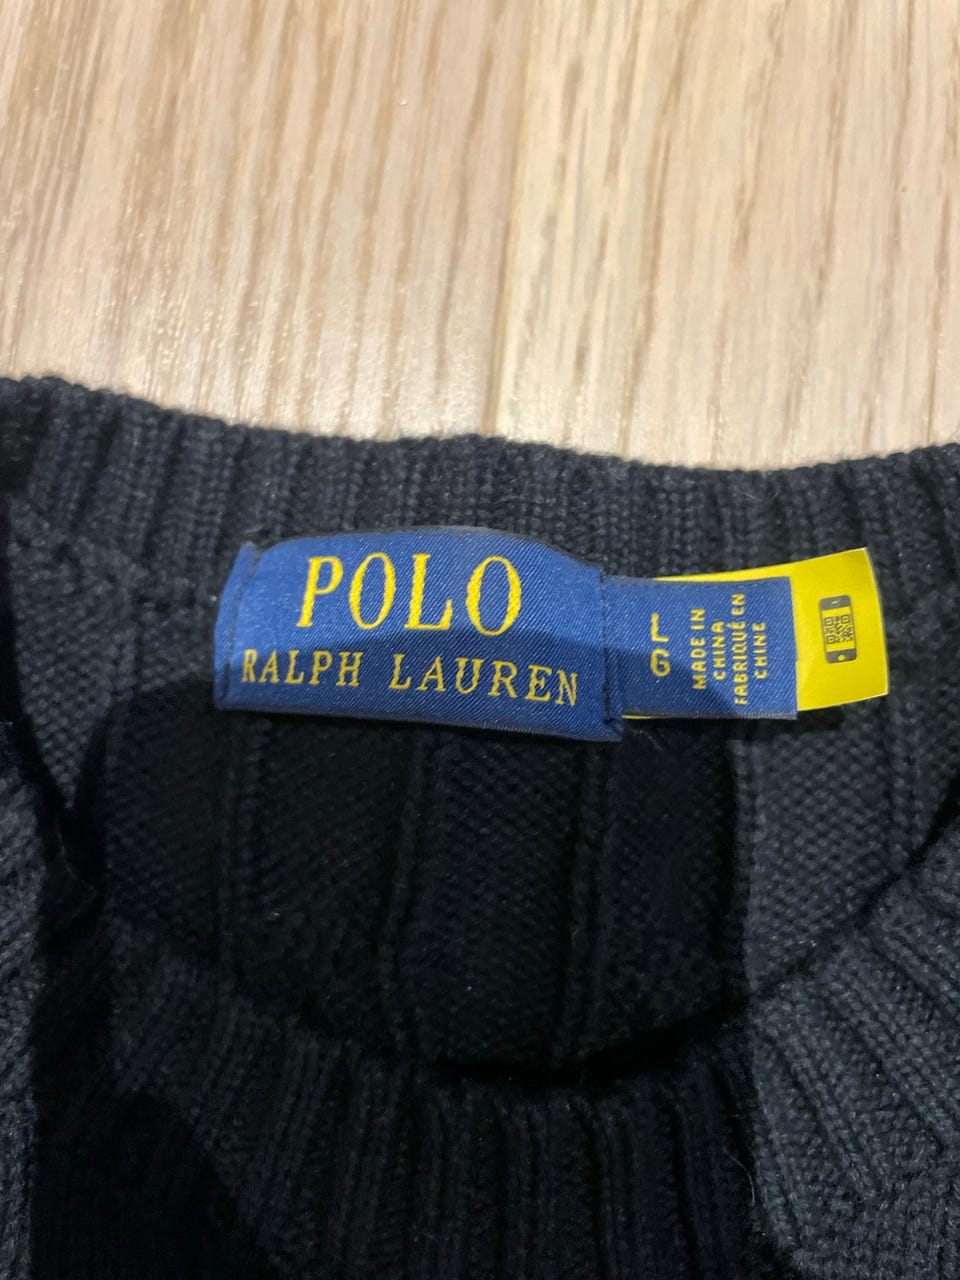 POLO
RALPH LAUREN
L
G
MADE IN
CHINA
FABRIQUÉ EN
CHINE